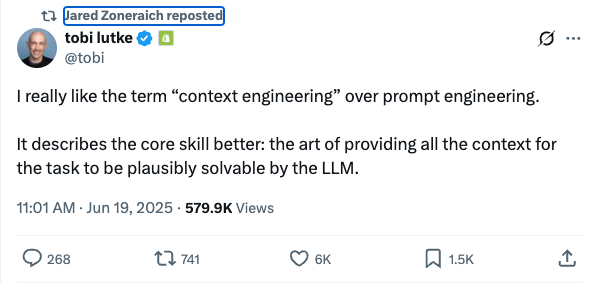 Jared Zoneraich reposted
tobi lutke
@tobi
I really like the term “context engineering” over prompt engineering.
It describes the core skill better: the art of providing all the context for
the task to be plausibly solvable by the LLM.
11:01 AM · Jun 19, 2025 · 579.9K Views
268 741 6K 1.5K